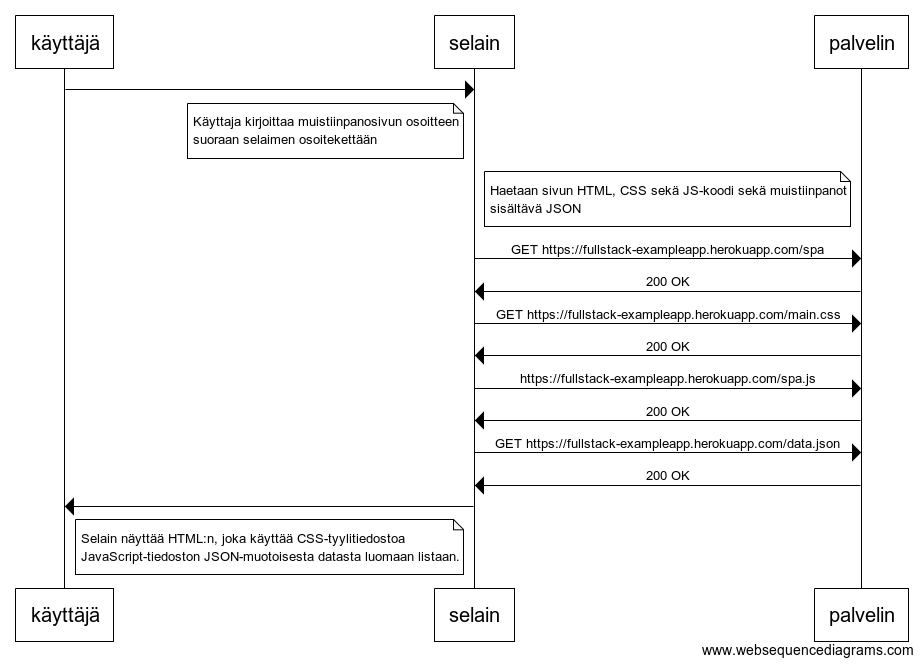 käyttäjä
selain
palvelin
Käyttaja kirjoittaa muistiinpanosivun osoitteen
suoraan selaimen osoitekettään
Haetaan sivun HTML, CSS sekä JS-koodi sekä muistiinpanot
sisältävä JSON
GET https://fullstack-exampleapp.herokuapp.com/spa
200 OK
GET https://fullstack-exampleapp.herokuapp.com/main.css
200 OK
https://fullstack-exampleapp.herokuapp.com/spa.js
200 OK
GET https://fullstack-exampleapp.herokuapp.com/data.json
200 OK
Selain näyttää HTML:n, joka käyttää CSS-tyylitiedostoa
JavaScript-tiedoston JSON-muotoisesta datasta luomaan listaan.
käyttäjä
selain
palvelin
www.websequencediagrams.com